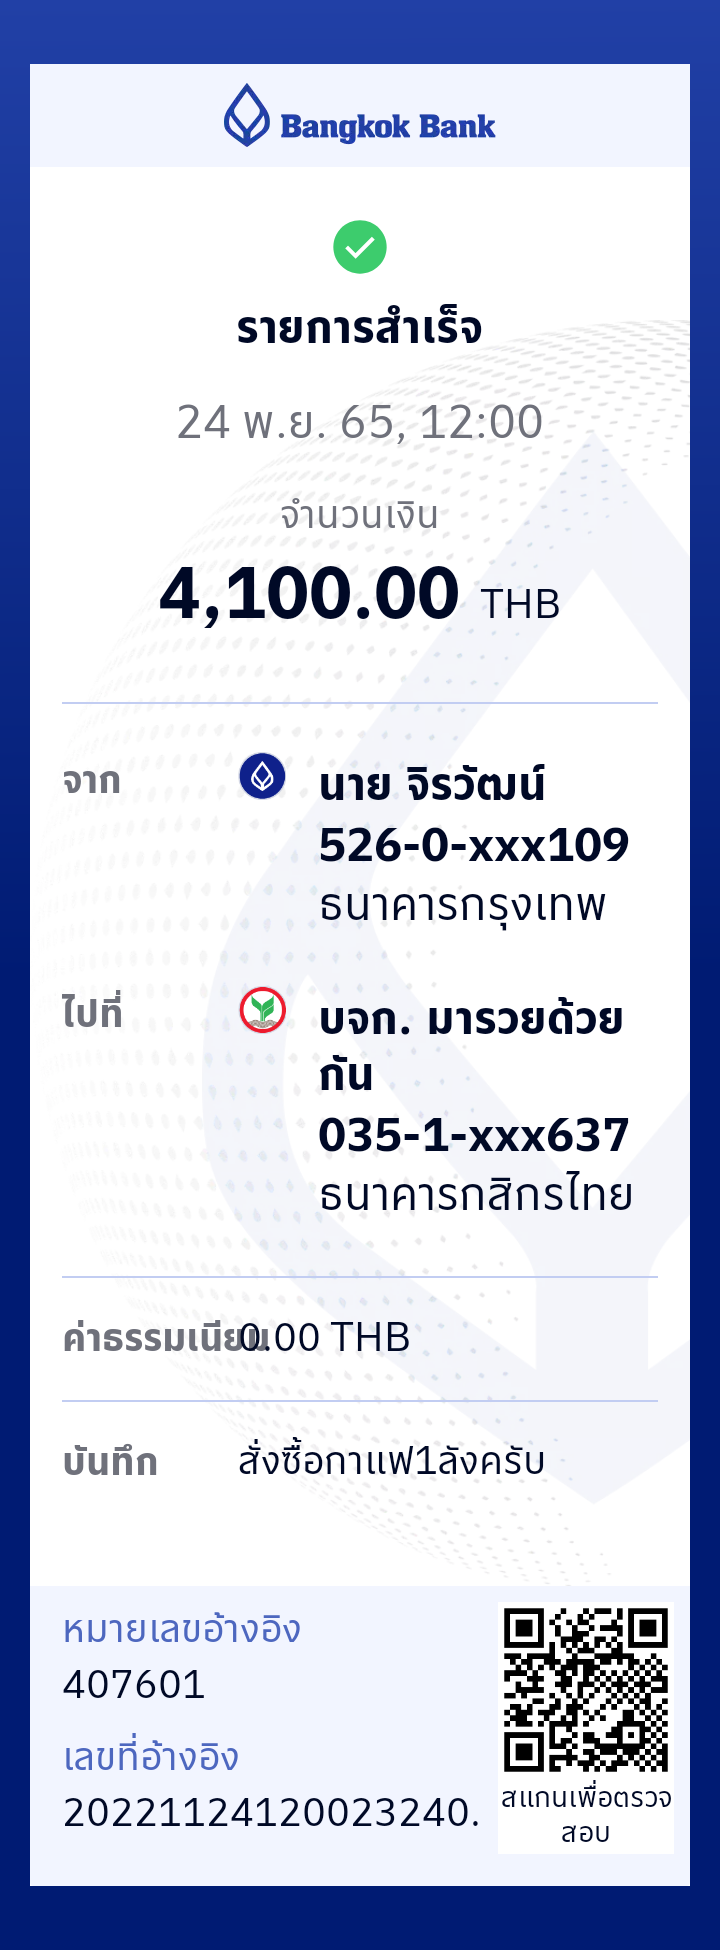 Bangkok Bank
รายการสำเร็จ
24 พ.ย. 65, 12:00
จำนวนเงิน
4,100.00 THB
จาก
นาย จิรวัฒน์
526-0-xxx109
ธนาคารกรุงเทพ
ไปที่
บจก. มารวยด้วย
กัน
035-1-xxx637
ธนาคารกสิกรไทย
ค่าธรรมเนียม 0.00 THB
บันทึก สั่งซื้อกาแฟ1ลังครับ
หมายเลขอ้างอิง
407601
เลขที่อ้างอิง
20221124120023240.
สแกนเพื่อตรวจ
สอบ